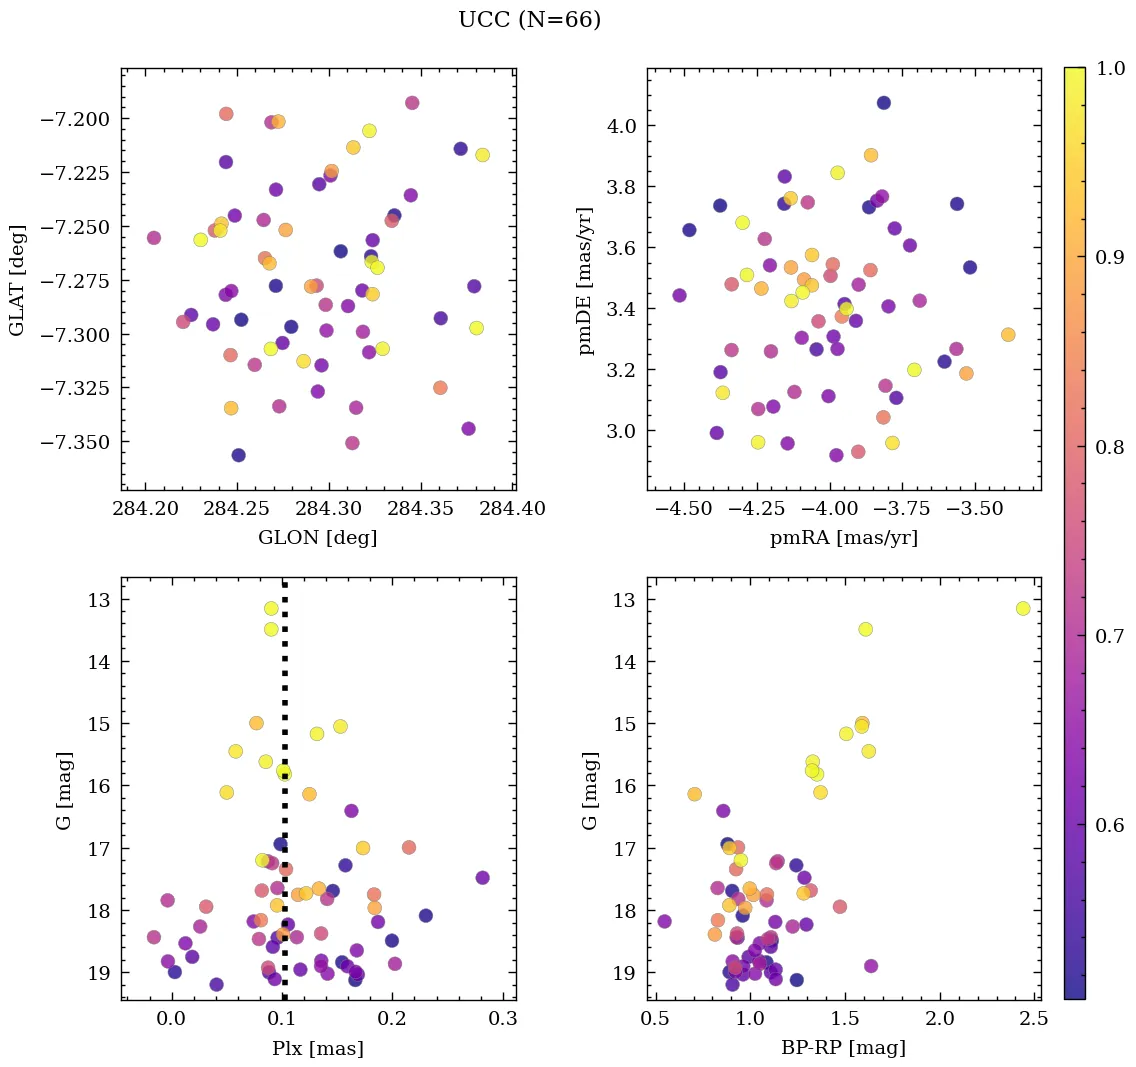 UCC (N=66)
−7.200
−7.225
−7.250
−7.275
−7.300
−7.325
−7.350
GLAT [deg]
284.20 284.25 284.30 284.35 284.40
GLON [deg]
4.0
3.8
3.6
3.4
3.2
3.0
pmDE [mas/yr]
−4.50 −4.25 −4.00 −3.75 −3.50
pmRA [mas/yr]
13
14
15
16
17
18
19
G [mag]
0.0 0.1 0.2 0.3
Plx [mas]
13
14
15
16
17
18
19
G [mag]
0.5 1.0 1.5 2.0 2.5
BP-RP [mag]
1.0
0.9
0.8
0.7
0.6